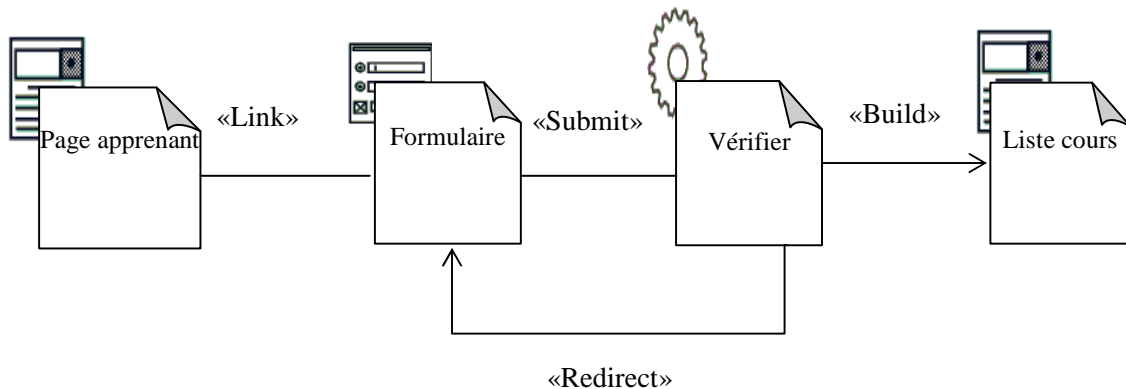 «Link»
«Submit»
«Build»
Page apprenant
Formulaire
Vérifier
Liste cours
«Redirect»